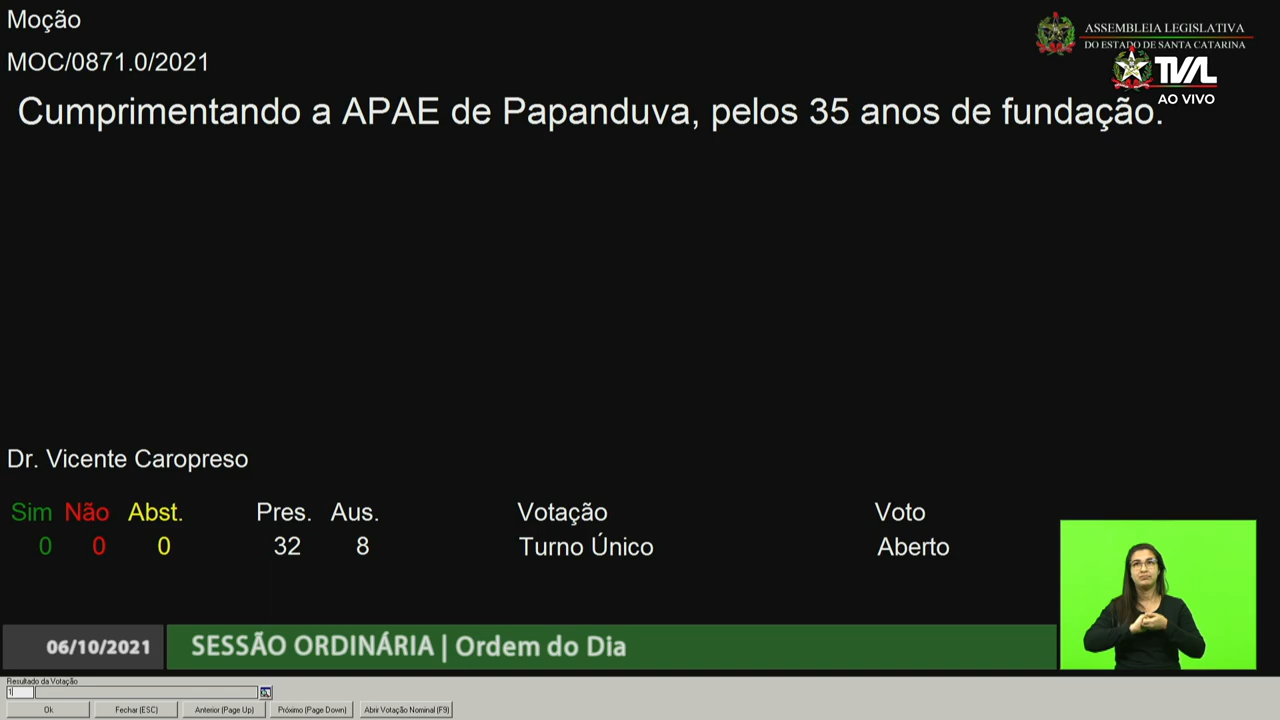 Moção
MOC/0871.0/2021
Cumprimentando a APAE de Papanduva, pelos 35 anos de fundação.
ASSEMBLEIA LEGISLATIVA
DO ESTADO DE SANTA CATARINA
TVAL
AO VIVO
Dr. Vicente Caropreso
Sim Não Abst. Pres. Aus. Votação Voto
0 0 0 32 8 Turno Único Aberto
06/10/2021 SESSÃO ORDINÁRIA | Ordem do Dia
Resultado da Votação
1
Ok Fechar (ESC) Anterior (Page Up) Próximo (Page Down) Abrir Votação Nominal (F9)